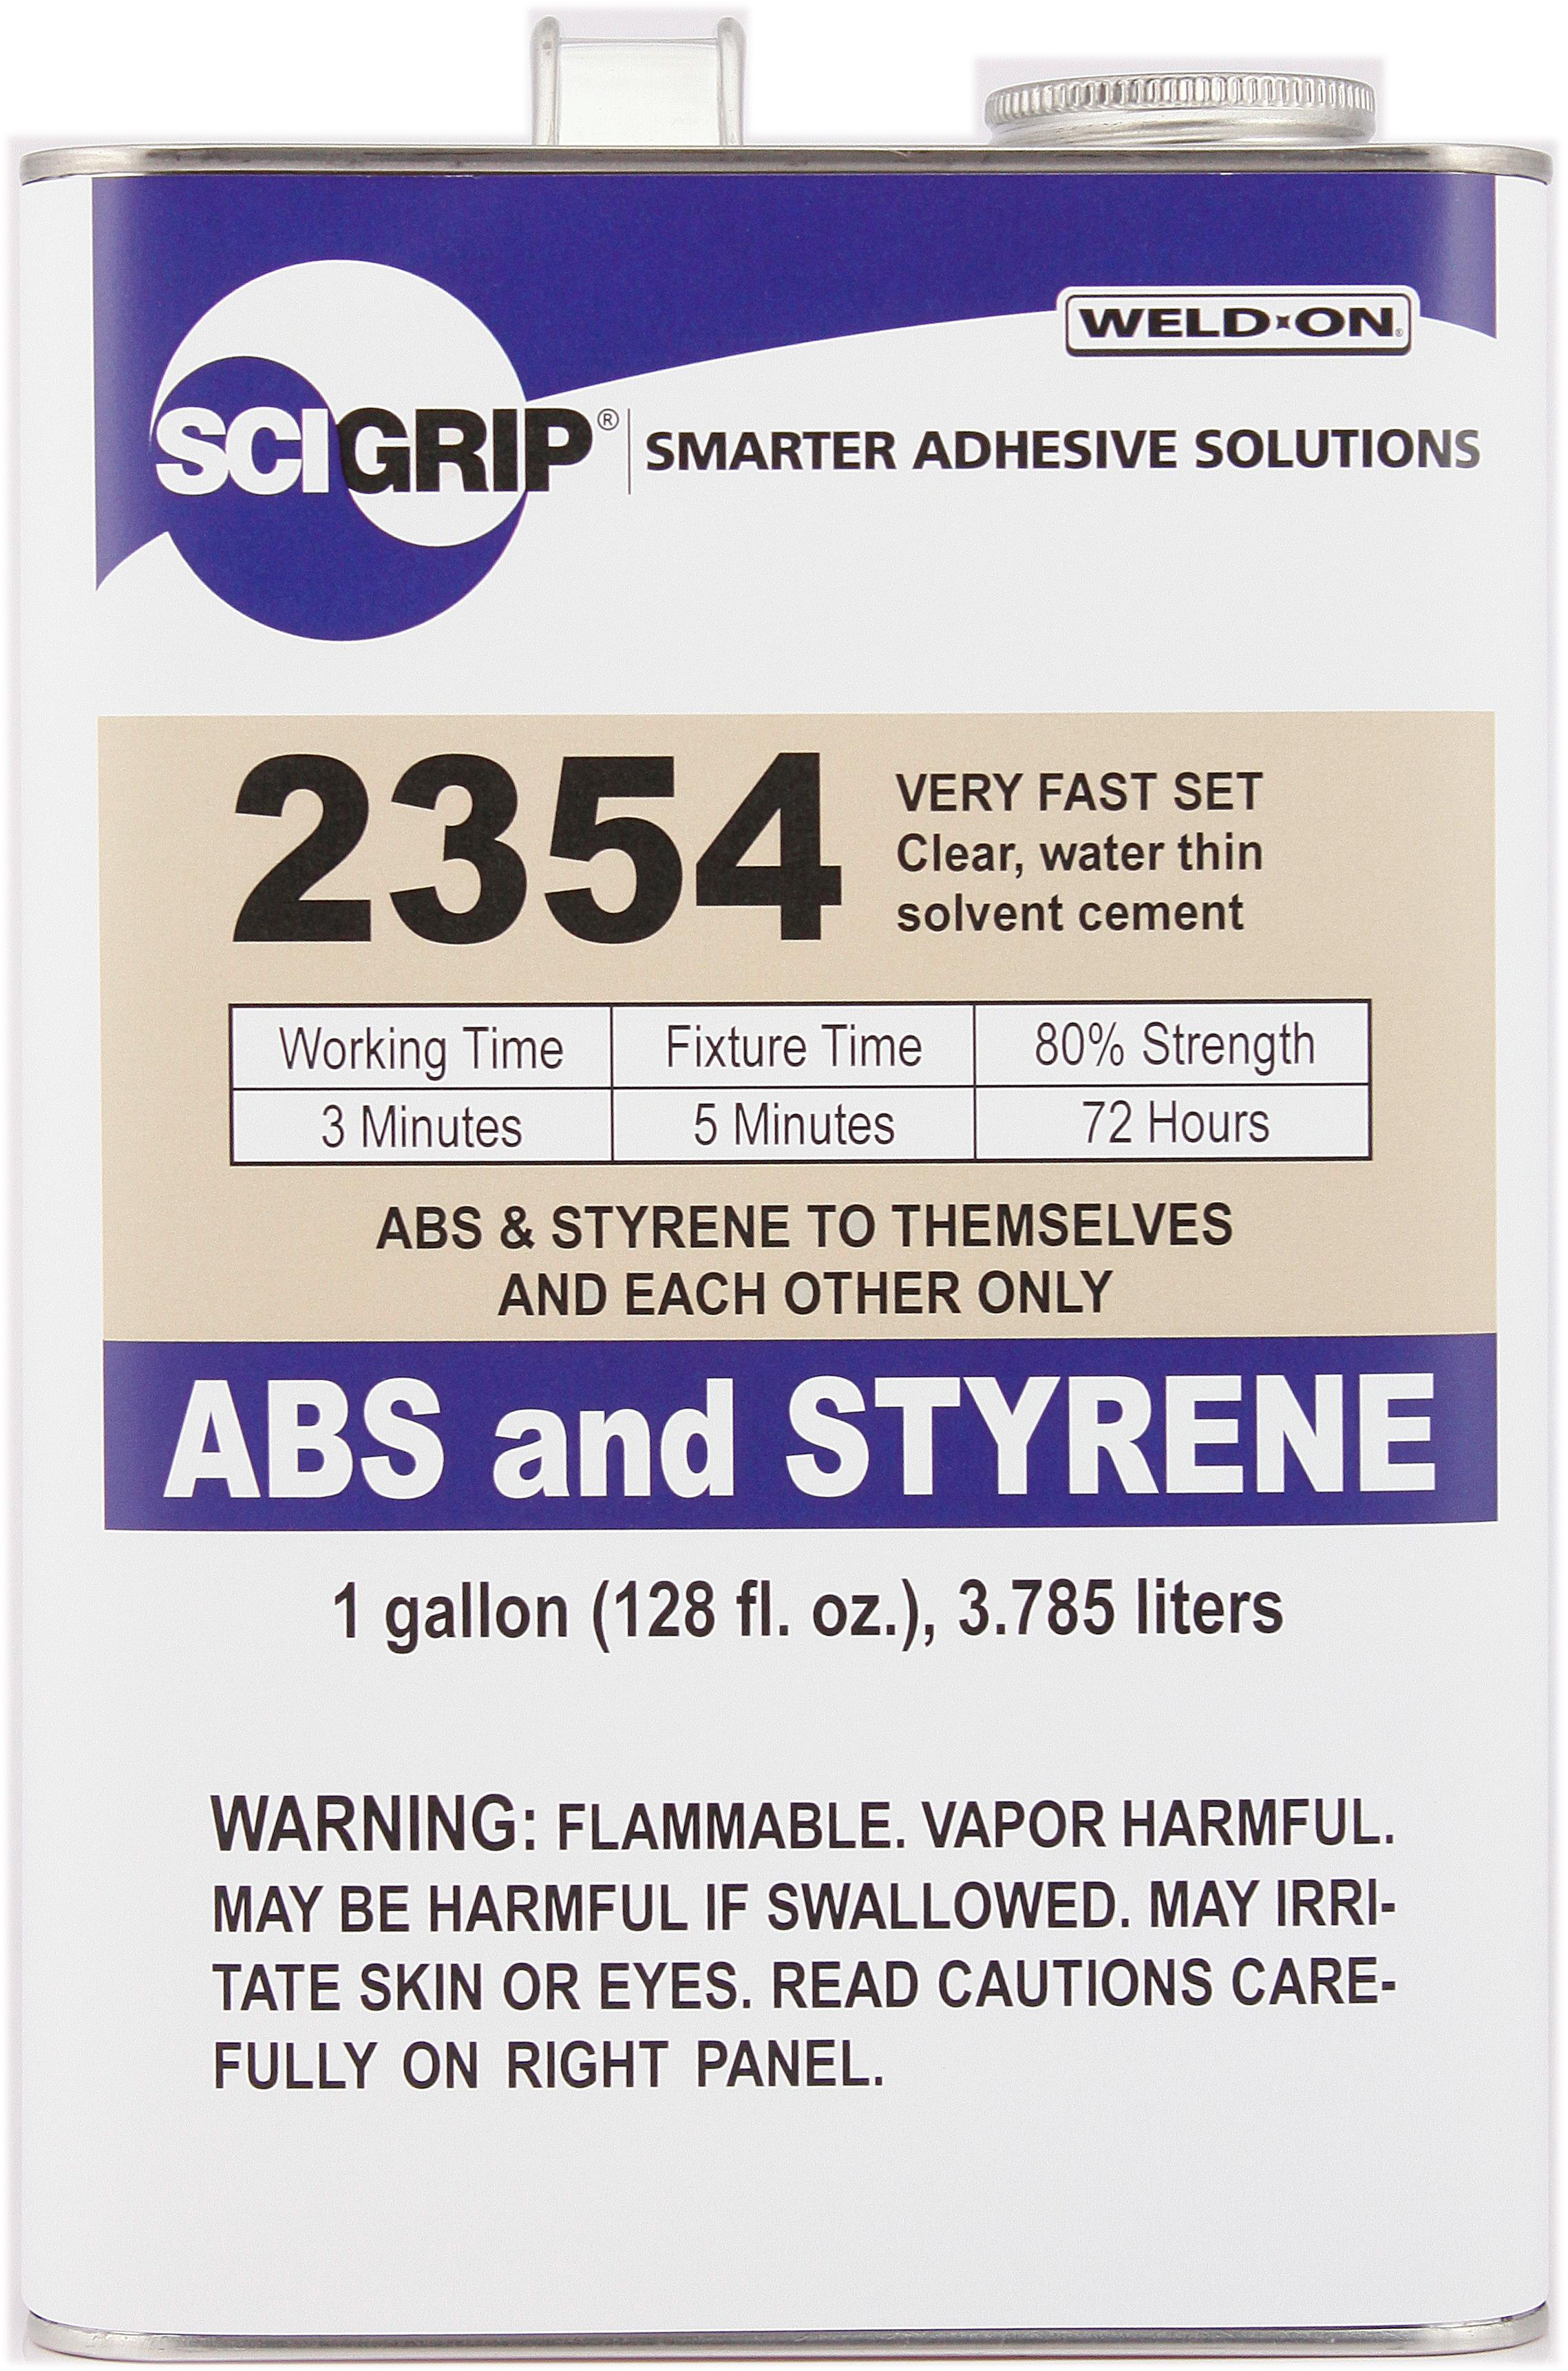 WELD-ON®
SCIGRIP® SMARTER ADHESIVE SOLUTIONS
2354
VERY FAST SET
Clear, water thin
solvent cement
Working Time Fixture Time 80% Strength
3 Minutes 5 Minutes 72 Hours
ABS & STYRENE TO THEMSELVES
AND EACH OTHER ONLY
ABS and STYRENE
1 gallon (128 fl. oz.), 3.785 liters
WARNING: FLAMMABLE. VAPOR HARMFUL.
MAY BE HARMFUL IF SWALLOWED. MAY IRRI-
TATE SKIN OR EYES. READ CAUTIONS CARE-
FULLY ON RIGHT PANEL.